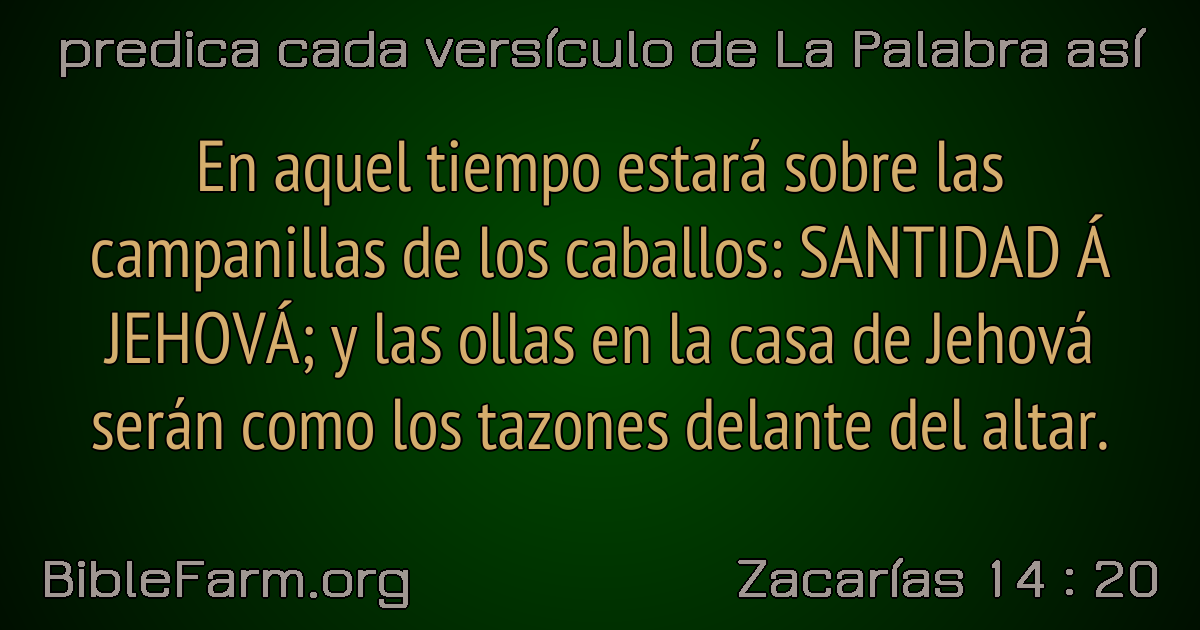 predica cada versículo de La Palabra así
En aquel tiempo estará sobre las
campanillas de los caballos: SANTIDAD Á
JEHOVÁ; y las ollas en la casa de Jehová
serán como los tazones delante del altar.
BibleFarm.org
Zacarías 14 : 20